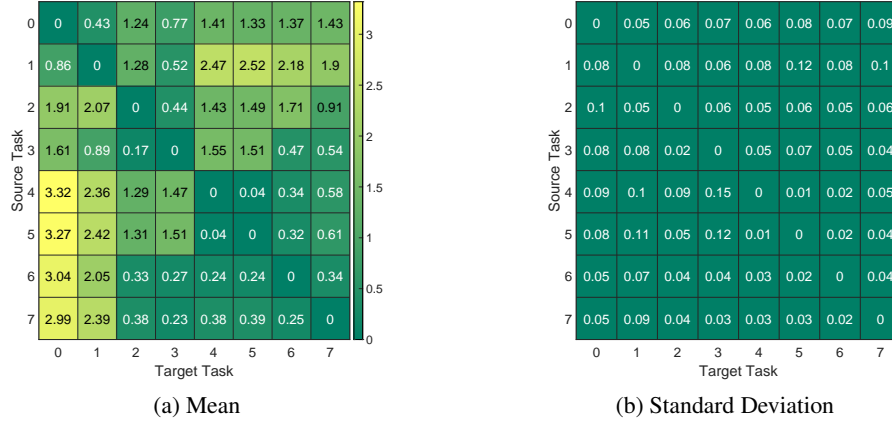 0 0 0.43 1.24 0.77 1.41 1.33 1.37 1.43
1 0.86 0 1.28 0.52 2.47 2.52 2.18 1.9
2 1.91 2.07 0 0.44 1.43 1.49 1.71 0.91
3 1.61 0.89 0.17 0 1.55 1.51 0.47 0.54
4 3.32 2.36 1.29 1.47 0 0.04 0.34 0.58
5 3.27 2.42 1.31 1.51 0.04 0 0.32 0.61
6 3.04 2.05 0.33 0.27 0.24 0.24 0 0.34
7 2.99 2.39 0.38 0.23 0.38 0.39 0.25 0
0 1 2 3 4 5 6 7
Source Task
Target Task
3
2.5
2
1.5
1
0.5
0
(a) Mean
0 0 0.05 0.06 0.07 0.06 0.08 0.07 0.09
1 0.08 0 0.08 0.06 0.08 0.12 0.08 0.1
2 0.1 0.05 0 0.06 0.05 0.06 0.05 0.06
3 0.08 0.08 0.02 0 0.05 0.07 0.05 0.04
4 0.09 0.1 0.09 0.15 0 0.01 0.02 0.05
5 0.08 0.11 0.05 0.12 0.01 0 0.02 0.04
6 0.05 0.07 0.04 0.04 0.03 0.02 0 0.04
7 0.05 0.09 0.04 0.03 0.03 0.03 0.02 0
0 1 2 3 4 5 6 7
Source Task
Target Task
(b) Standard Deviation